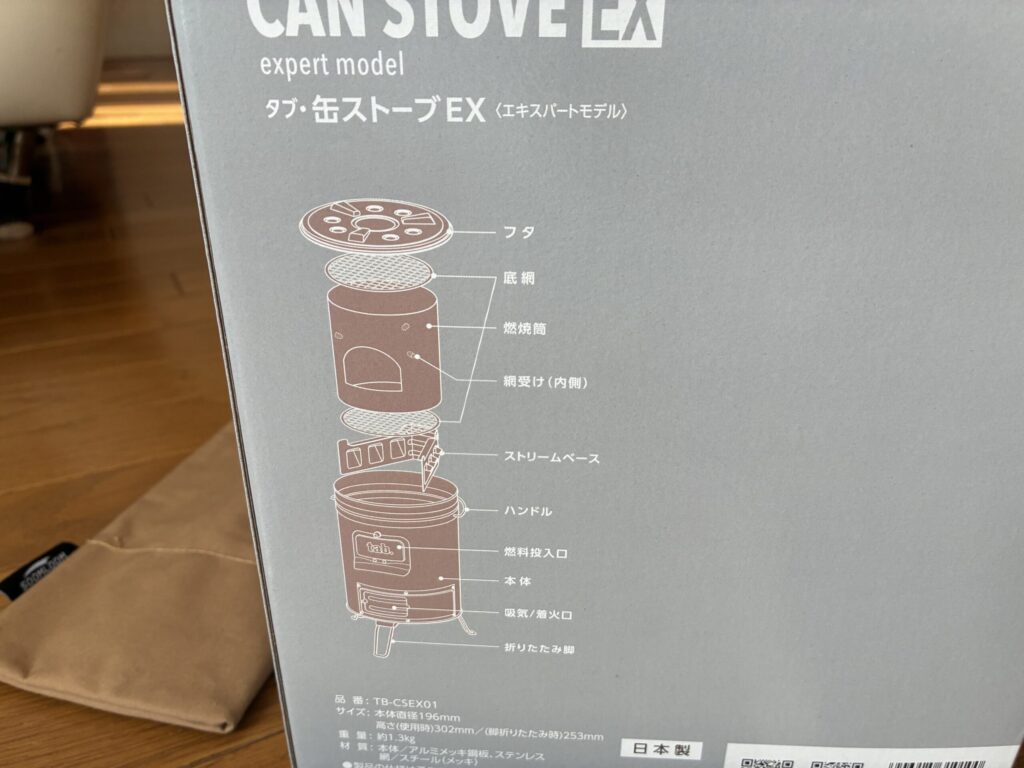 CAN STOVE EX
expert model
タブ・缶ストーブEX〈エキスパートモデル〉
フタ
底網
燃焼筒
網受け(内側)
ストリームベース
ハンドル
燃料投入口
tab.
本体
吸気/着火口
折りたたみ脚
品 番:TB-CSEX01
サイズ:本体直径196mm
高さ(使用時)302mm/(脚折りたたみ時)253mm
重 量:約1.3kg
材 質:本体/アルミメッキ鋼板、ステンレス
網/スチール(メッキ)
日本製